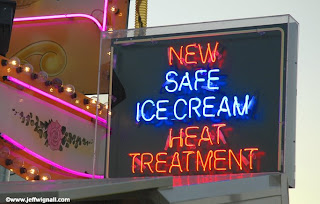 NEW
SAFE
ICE CREAM
HEAT
TREATMENT
©www.jeffwignall.com